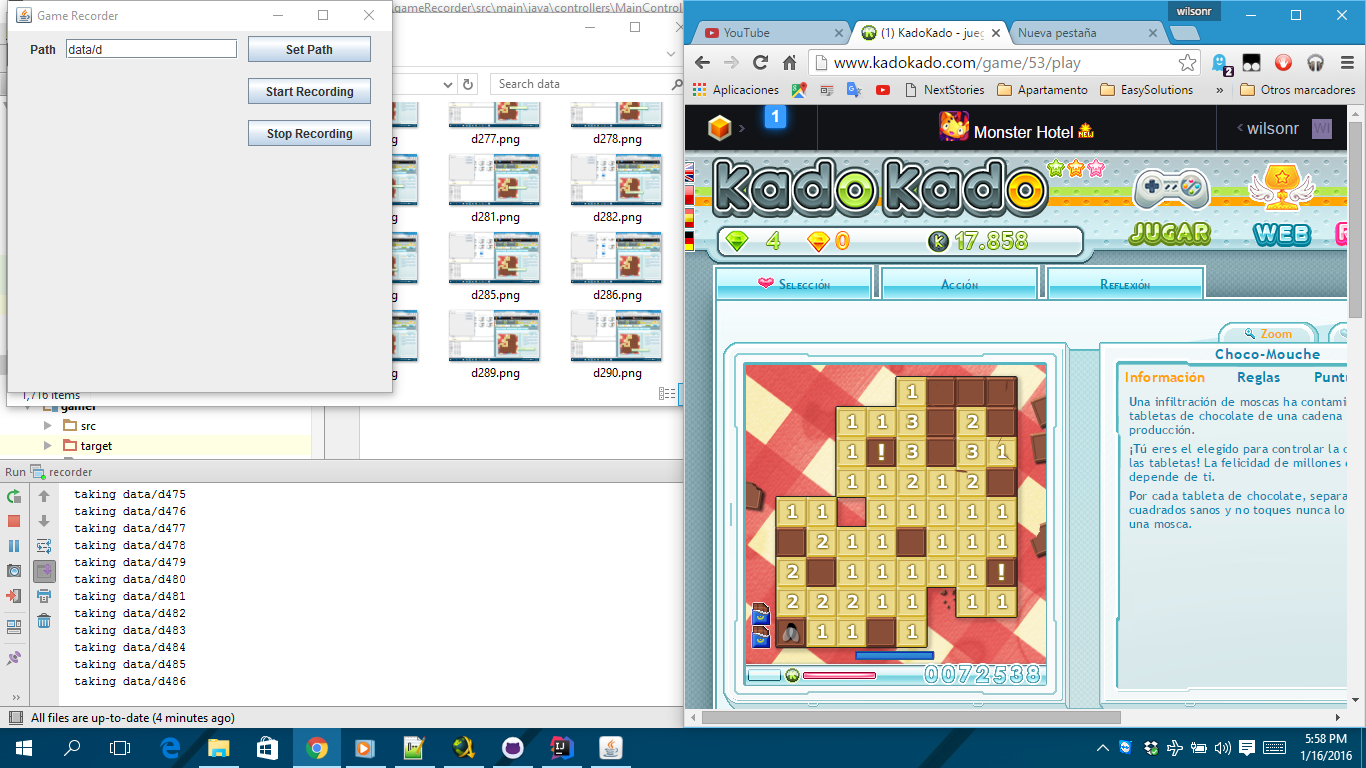 Game Recorder
Path data/d Set Path
Start Recording
Stop Recording
gameRecorder\src\main\java\controllers\MainControl
Search data
d277.png d278.png
d281.png d282.png
d285.png d286.png
d289.png d290.png
1,716 items
gamer
src
target
Run recorder
taking data/d475
taking data/d476
taking data/d477
taking data/d478
taking data/d479
taking data/d480
taking data/d481
taking data/d482
taking data/d483
taking data/d484
taking data/d485
taking data/d486
All files are up-to-date (4 minutes ago)
wilsonr
YouTube (1) KadoKado - jueg Nueva pestaña
www.kadokado.com/game/53/play
2
Aplicaciones NextStories Apartamento EasySolutions » Otros marcadores
1 Monster Hotel NEW wilsonr WI
KadoKado
JUGAR WEB
4 0 K 17.858
Selección Acción Reflexión
Zoom
Choco-Mouche
Información Reglas Puntu
Una infiltración de moscas ha contami
tabletas de chocolate de una cadena
producción.
¡Tú eres el elegido para controlar la c
las tabletas! La felicidad de millones
depende de ti.
Por cada tableta de chocolate, separa
cuadrados sanos y no toques nunca lo
una mosca.
1
1 1 3 2
1 ! 3 3 1
1 1 2 1 2
1 1 1 1 1 1 1
2 1 1 1 1 1
2 1 1 1 1 1 !
2 2 2 1 1 1 1
1 1 1
0072538
5:58 PM
1/16/2016